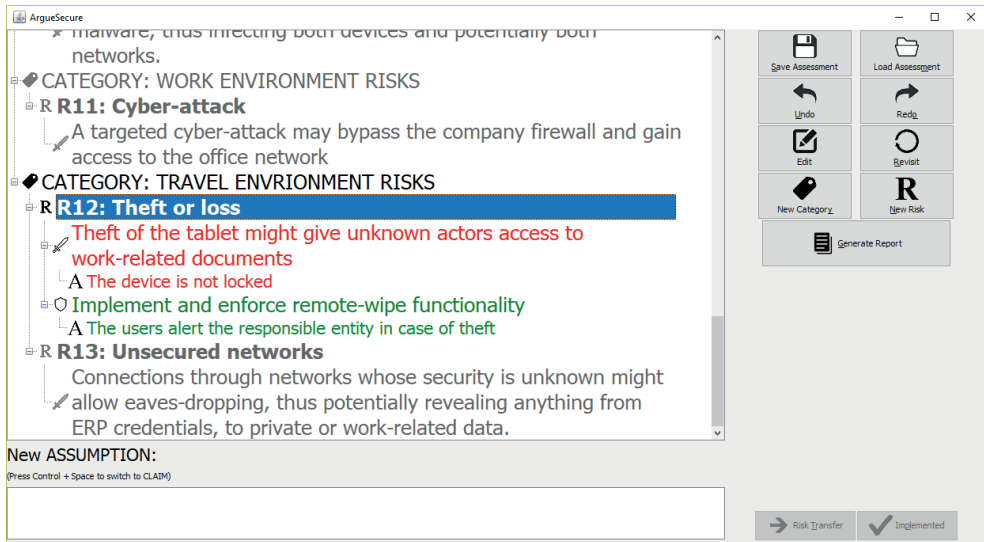 ArgueSecure
malware, thus infecting both devices and potentially both
networks.
CATEGORY: WORK ENVIRONMENT RISKS
R R11: Cyber-attack
A targeted cyber-attack may bypass the company firewall and gain
access to the office network
CATEGORY: TRAVEL ENVRIONMENT RISKS
R R12: Theft or loss
Theft of the tablet might give unknown actors access to
work-related documents
A The device is not locked
Implement and enforce remote-wipe functionality
A The users alert the responsible entity in case of theft
R R13: Unsecured networks
Connections through networks whose security is unknown might
allow eaves-dropping, thus potentially revealing anything from
ERP credentials, to private or work-related data.
New ASSUMPTION:
(Press Control + Space to switch to CLAIM)
Save Assessment
Load Assessment
Undo
Redo
Edit
Revisit
New Category
R
New Risk
Generate Report
Risk Transfer
Implemented